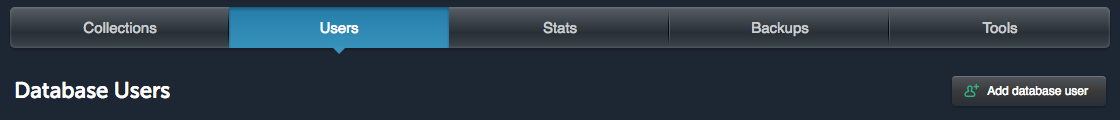 Collections Users Stats Backups Tools
Database Users Add database user